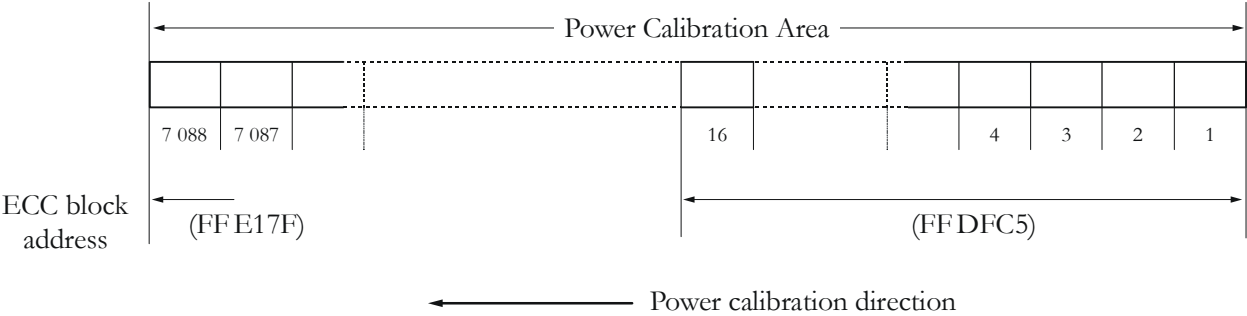 Power Calibration Area
7 088 7 087 16 4 3 2 1
ECC block
address
(FF E17F) (FF DFC5)
Power calibration direction